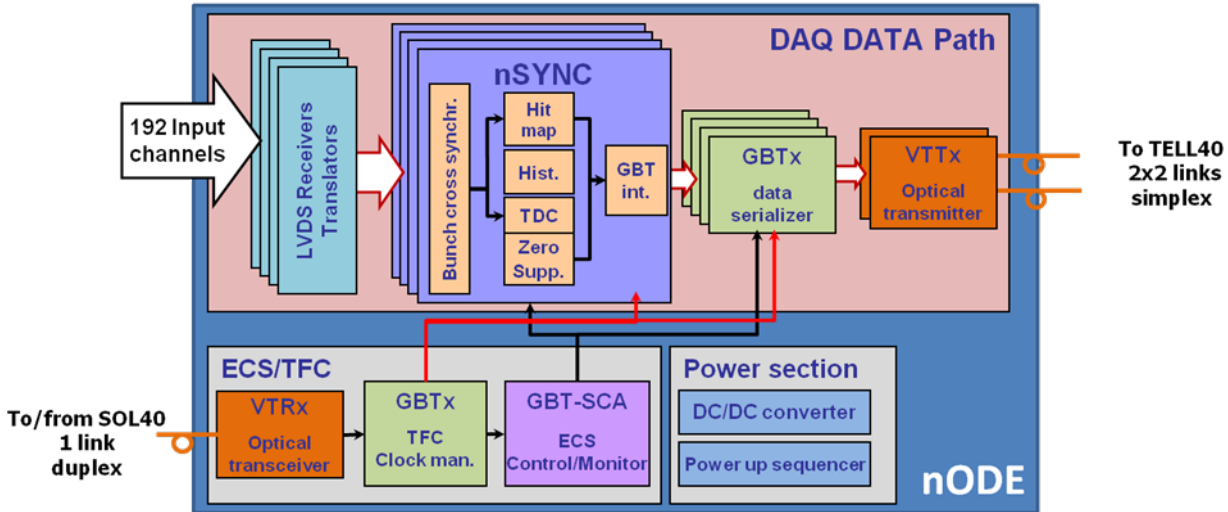 DAQ DATA Path
192 Input
channels
LVDS Receivers
Translators
nSYNC
Bunch cross synchr.
Hit
map
Hist.
TDC
Zero
Supp.
GBT
int.
GBTx
data
serializer
VTTx
Optical
transmitter
To TELL40
2x2 links
simplex
ECS/TFC
VTRx
Optical
transceiver
GBTx
TFC
Clock man.
GBT-SCA
ECS
Control/Monitor
Power section
DC/DC converter
Power up sequencer
To/from SOL40
1 link
duplex
nODE